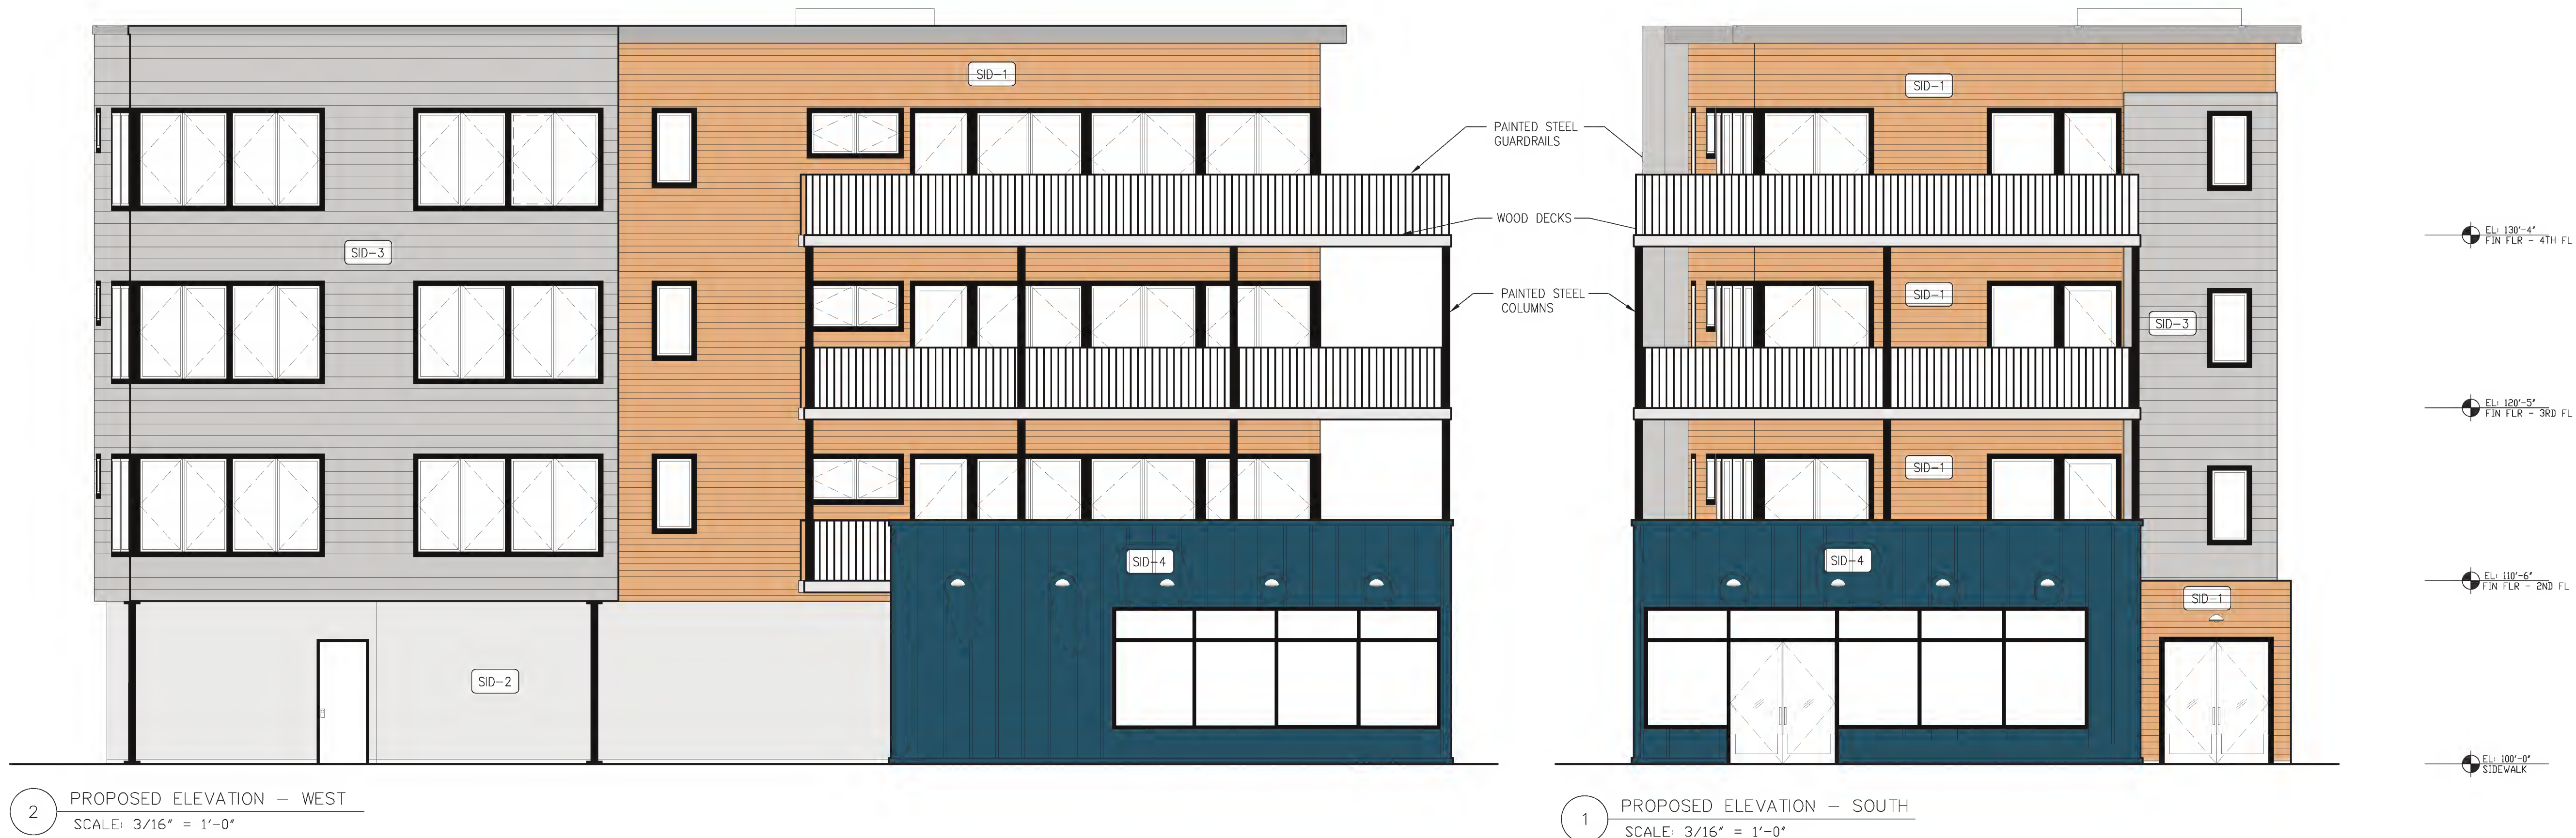 SID-1
SID-1
PAINTED STEEL
GUARDRAILS
WOOD DECKS
EL: 130'-4"
FIN FLR - 4TH FL
SID-3
SID-1
PAINTED STEEL
COLUMNS
SID-3
EL: 120'-5"
FIN FLR - 3RD FL
SID-1
SID-4
SID-4
EL: 110'-6"
FIN FLR - 2ND FL
SID-1
SID-2
EL: 100'-0"
SIDEWALK
2
PROPOSED ELEVATION - WEST
SCALE: 3/16" = 1'-0"
1
PROPOSED ELEVATION - SOUTH
SCALE: 3/16" = 1'-0"